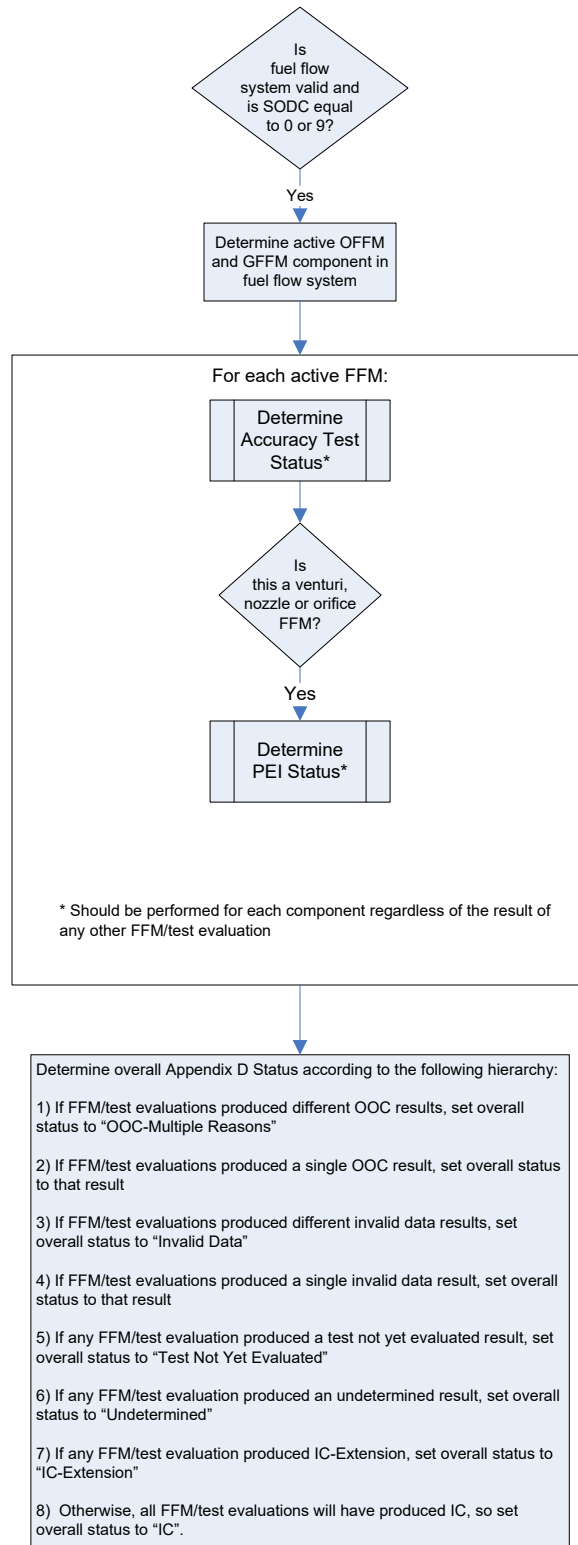 Is
fuel flow
system valid and
is SODC equal
to 0 or 9?
Yes
Determine active OFFM
and GFFM component in
fuel flow system
For each active FFM:
Determine
Accuracy Test
Status*
Is
this a venturi,
nozzle or orifice
FFM?
Yes
Determine
PEI Status*
* Should be performed for each component regardless of the result of
any other FFM/test evaluation
Determine overall Appendix D Status according to the following hierarchy:
1) If FFM/test evaluations produced different OOC results, set overall
status to “OOC-Multiple Reasons”
2) If FFM/test evaluations produced a single OOC result, set overall status
to that result
3) If FFM/test evaluations produced different invalid data results, set
overall status to “Invalid Data”
4) If FFM/test evaluations produced a single invalid data result, set overall
status to that result
5) If any FFM/test evaluation produced a test not yet evaluated result, set
overall status to “Test Not Yet Evaluated”
6) If any FFM/test evaluation produced an undetermined result, set overall
status to “Undetermined”
7) If any FFM/test evaluation produced IC-Extension, set overall status to
“IC-Extension”
8) Otherwise, all FFM/test evaluations will have produced IC, so set
overall status to “IC”.